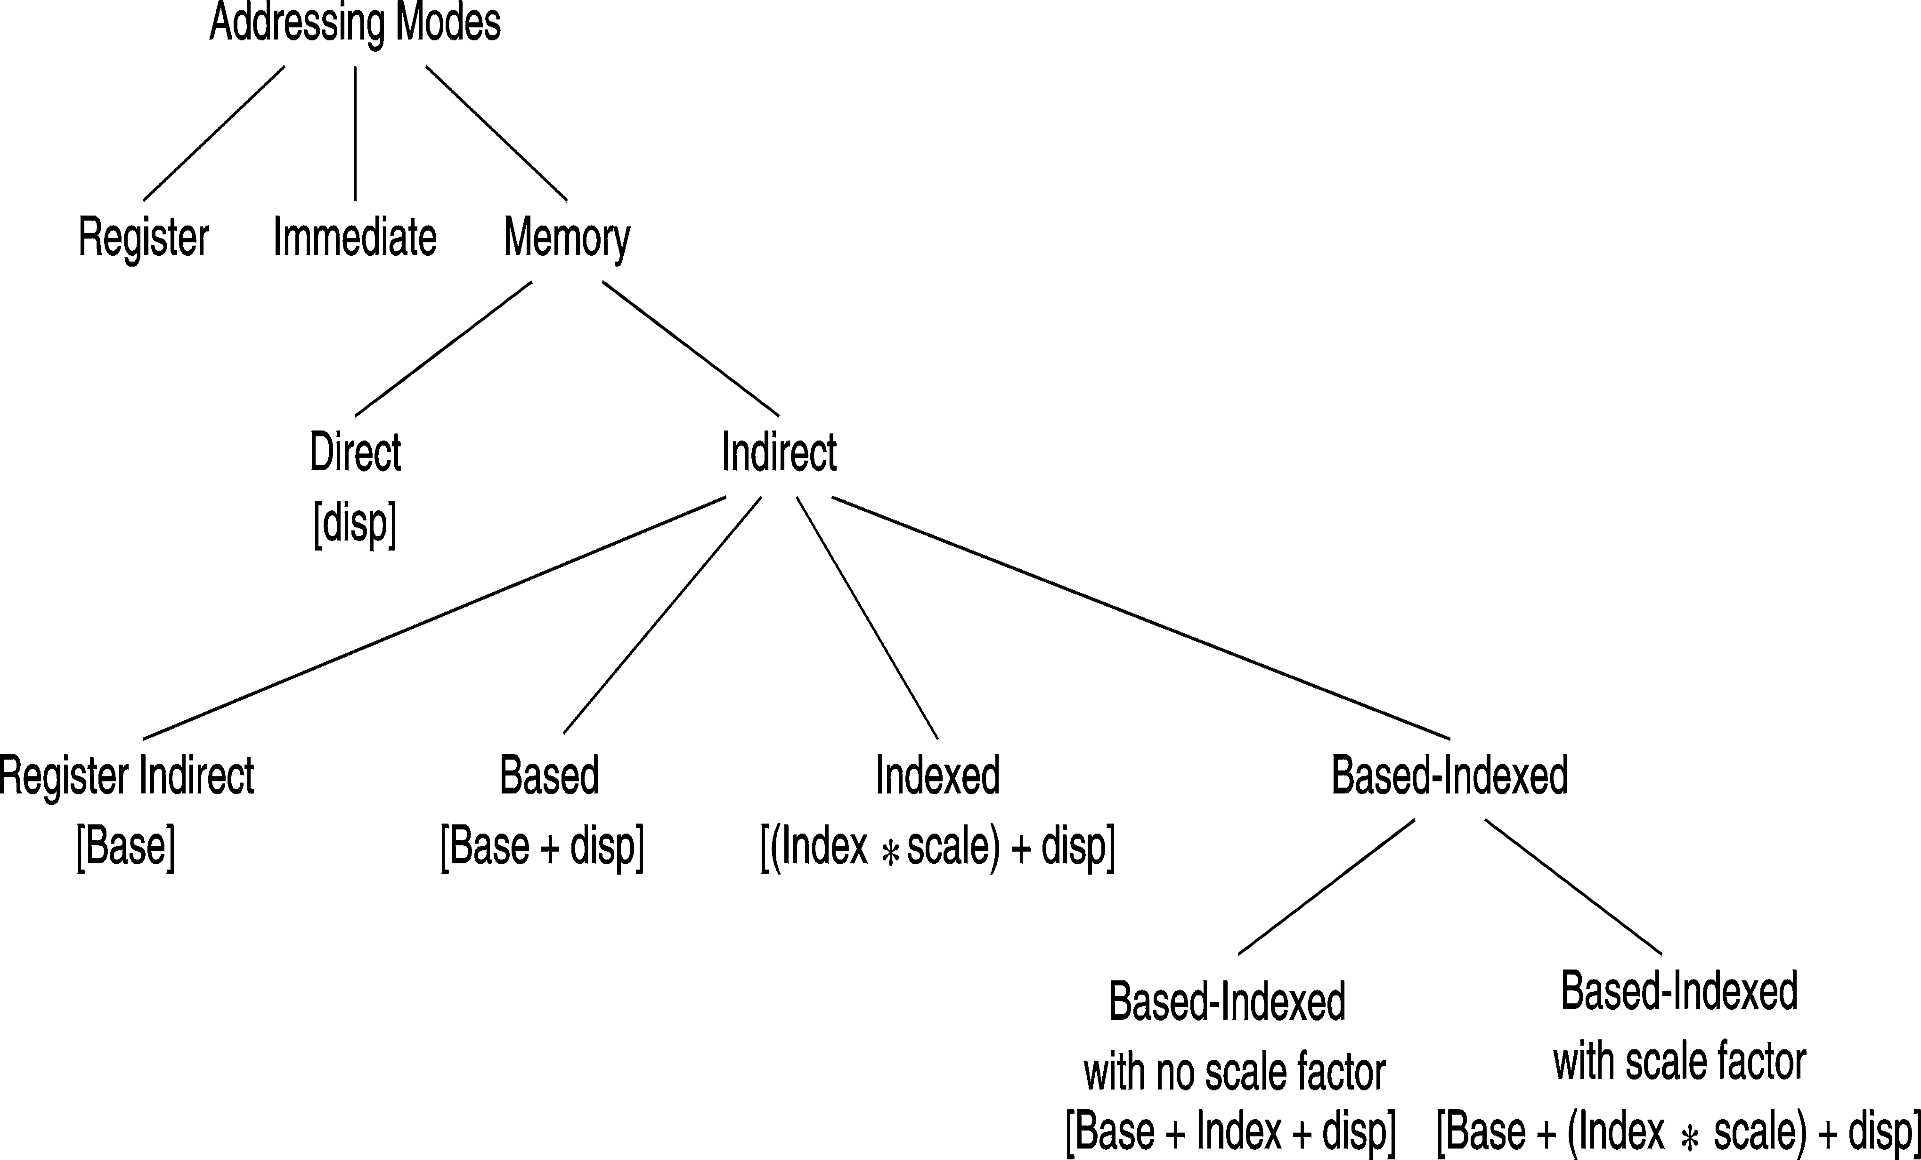 Addressing Modes
Register Immediate Memory
Direct Indirect
[disp]
Register Indirect Based Indexed Based-Indexed
[Base] [Base + disp] [(Index * scale) + disp]
Based-Indexed
with no scale factor
[Base + Index + disp]
Based-Indexed
with scale factor
[Base + (Index * scale) + disp]